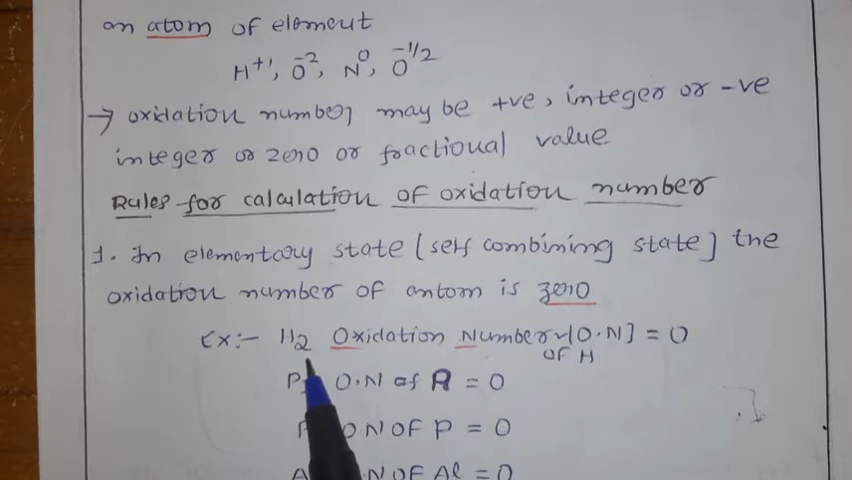 an atom of element
H⁺¹, O⁻², N⁰, O⁻¹/²
→ oxidation number may be +ve, integer or -ve
integer or zero or fractional value
Rules for calculation of oxidation number
1. In elementary state [self combining state] the
oxidation number of antom is zero
Ex:- H₂ Oxidation Number [O.N] = 0
OF H
P O.N of = 0
ON OF P = 0
A N OF Al = 0